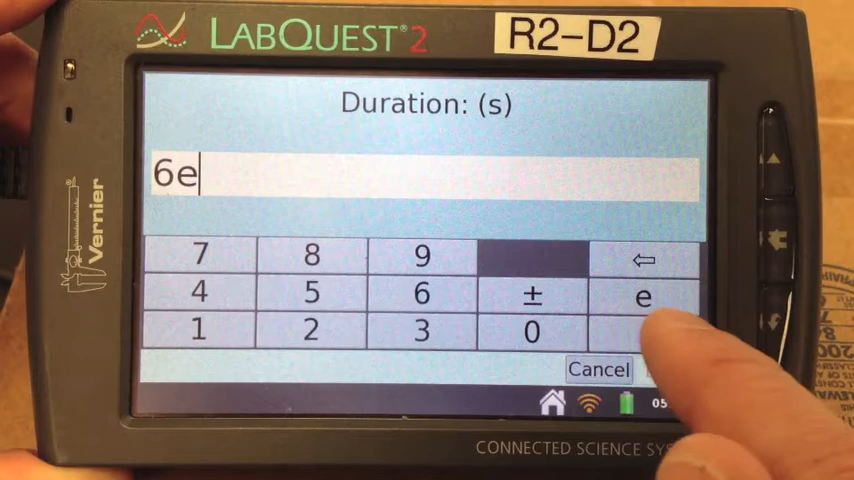 LABQUEST®2
R2-D2
Duration: (s)
6e
Vernier
7 8 9 ⇦
4 5 6 ± e
1 2 3 0
Cancel
05
CONNECTED SCIENCE SYS